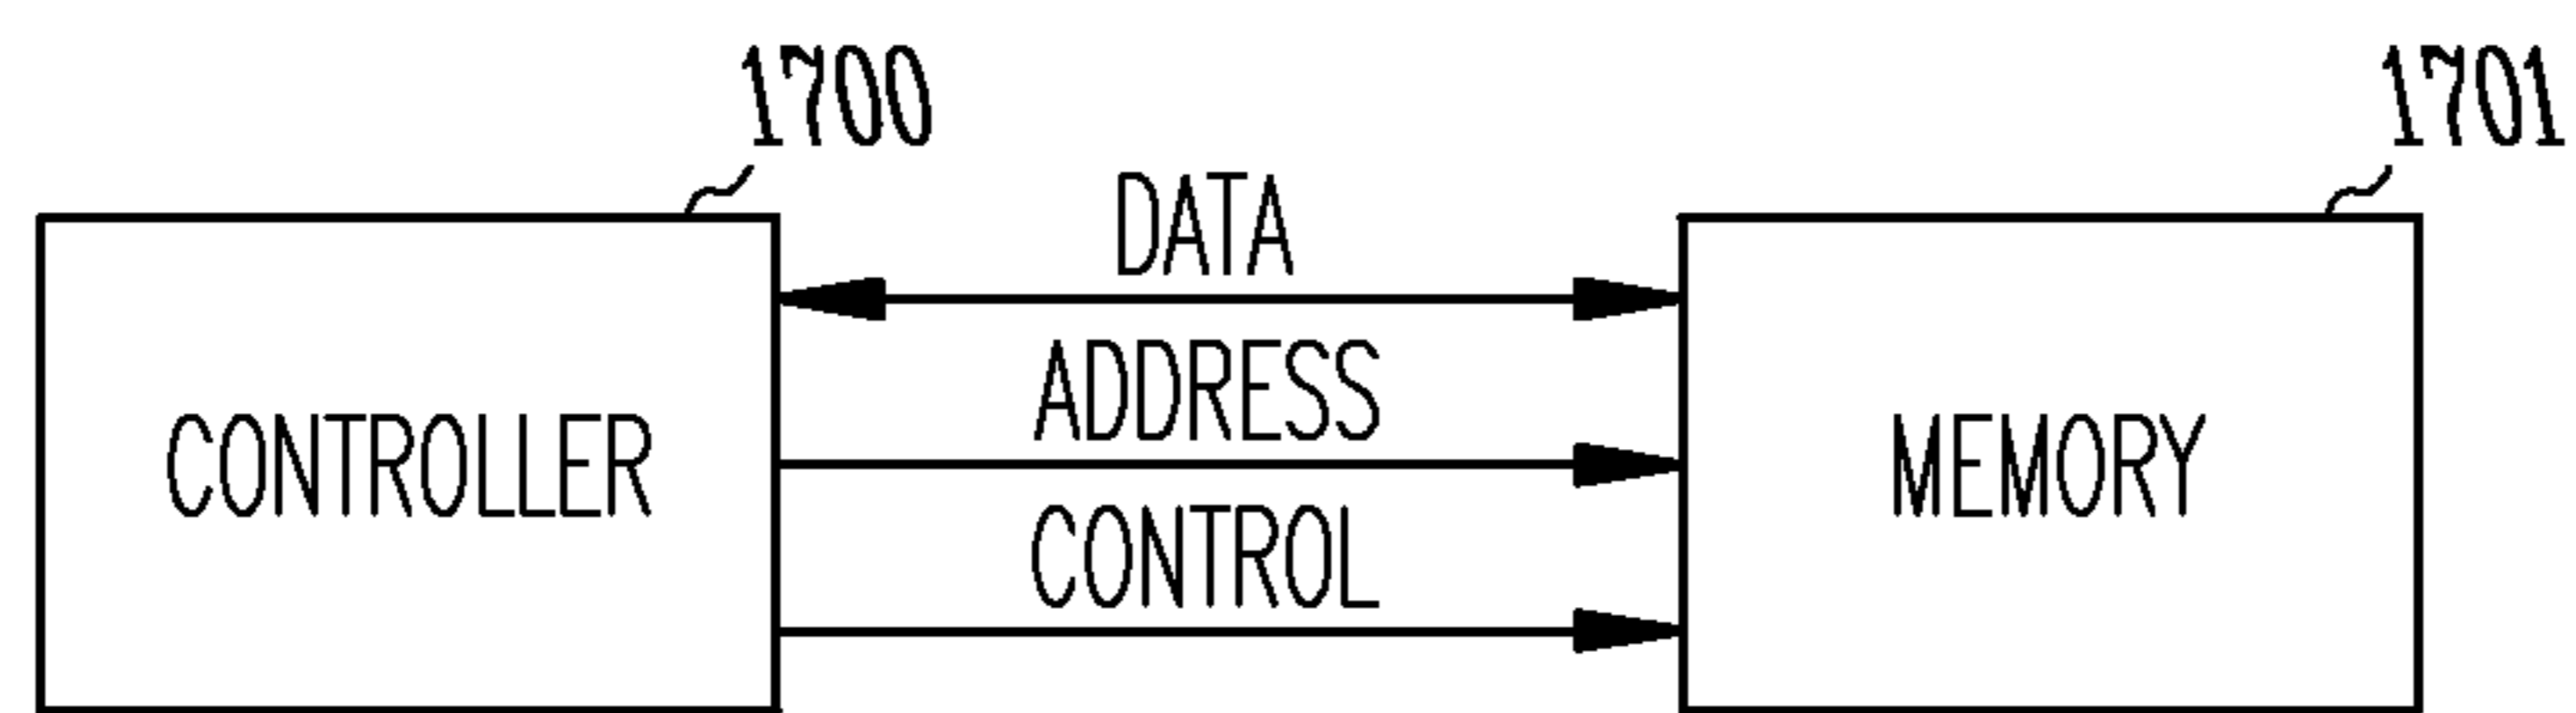 1700
1701
DATA
ADDRESS
CONTROLLER
MEMORY
CONTROL